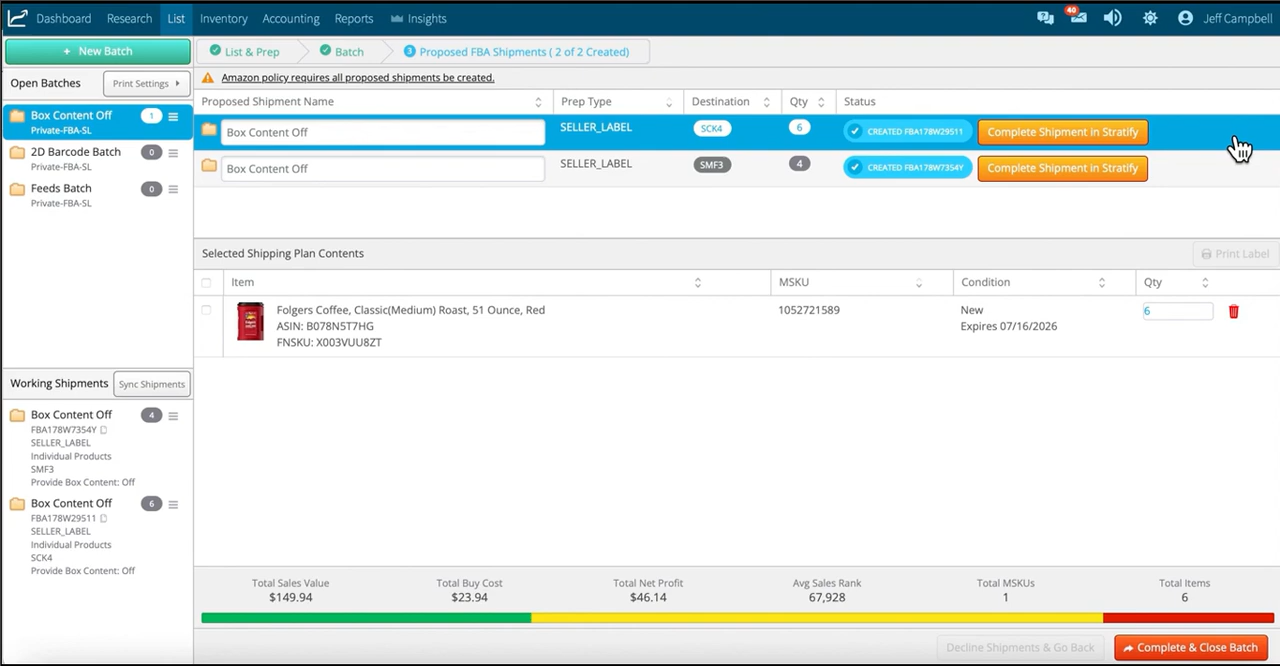 Dashboard Research List Inventory Accounting Reports Insights 40 Jeff Campbell
+ New Batch
Open Batches Print Settings
Box Content Off 1
Private-FBA-SL
2D Barcode Batch 0
Private-FBA-SL
Feeds Batch 0
Private-FBA-SL
Working Shipments Sync Shipments
Box Content Off 4
FBA178W7354Y
SELLER_LABEL
Individual Products
SMF3
Provide Box Content: Off
Box Content Off 6
FBA178W29511
SELLER_LABEL
Individual Products
SCK4
Provide Box Content: Off
List & Prep Batch 3 Proposed FBA Shipments ( 2 of 2 Created)
Amazon policy requires all proposed shipments be created.
Proposed Shipment Name Prep Type Destination Qty Status
Box Content Off SELLER_LABEL SCK4 6 CREATED FBA178W29511 Complete Shipment in Stratify
Box Content Off SELLER_LABEL SMF3 4 CREATED FBA178W7354Y Complete Shipment in Stratify
Selected Shipping Plan Contents Print Label
Item MSKU Condition Qty
Folgers Coffee, Classic(Medium) Roast, 51 Ounce, Red 1052721589 New 6
ASIN: B078N5T7HG Expires 07/16/2026
FNSKU: X003VUU8ZT
Total Sales Value Total Buy Cost Total Net Profit Avg Sales Rank Total MSKUs Total Items
$149.94 $23.94 $46.14 67,928 1 6
Decline Shipments & Go Back Complete & Close Batch